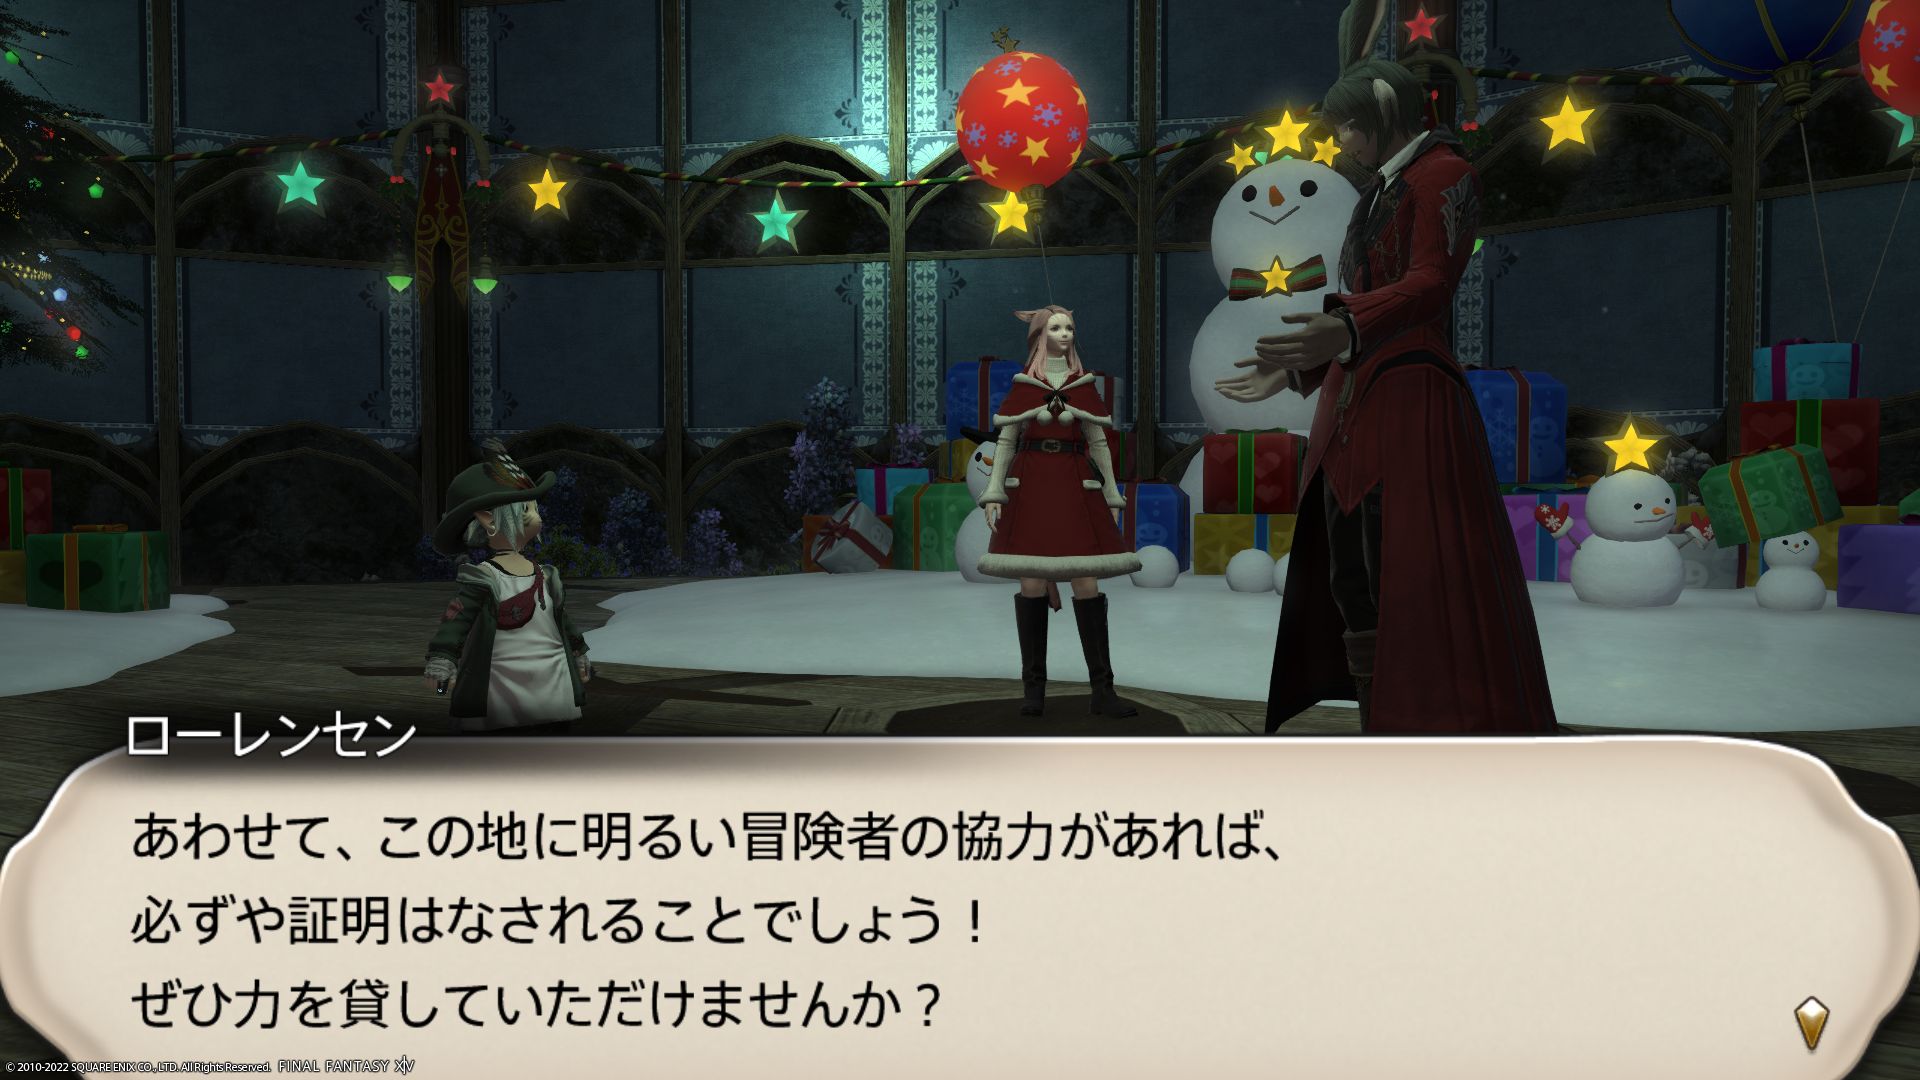 ローレンセン
あわせて、この地に明るい冒険者の協力があれば、
必ずや証明はなされることでしょう！
ぜひ力を貸していただけませんか？
© 2010-2022 SQUARE ENIX CO., LTD. All Rights Reserved. FINAL FANTASY XIV